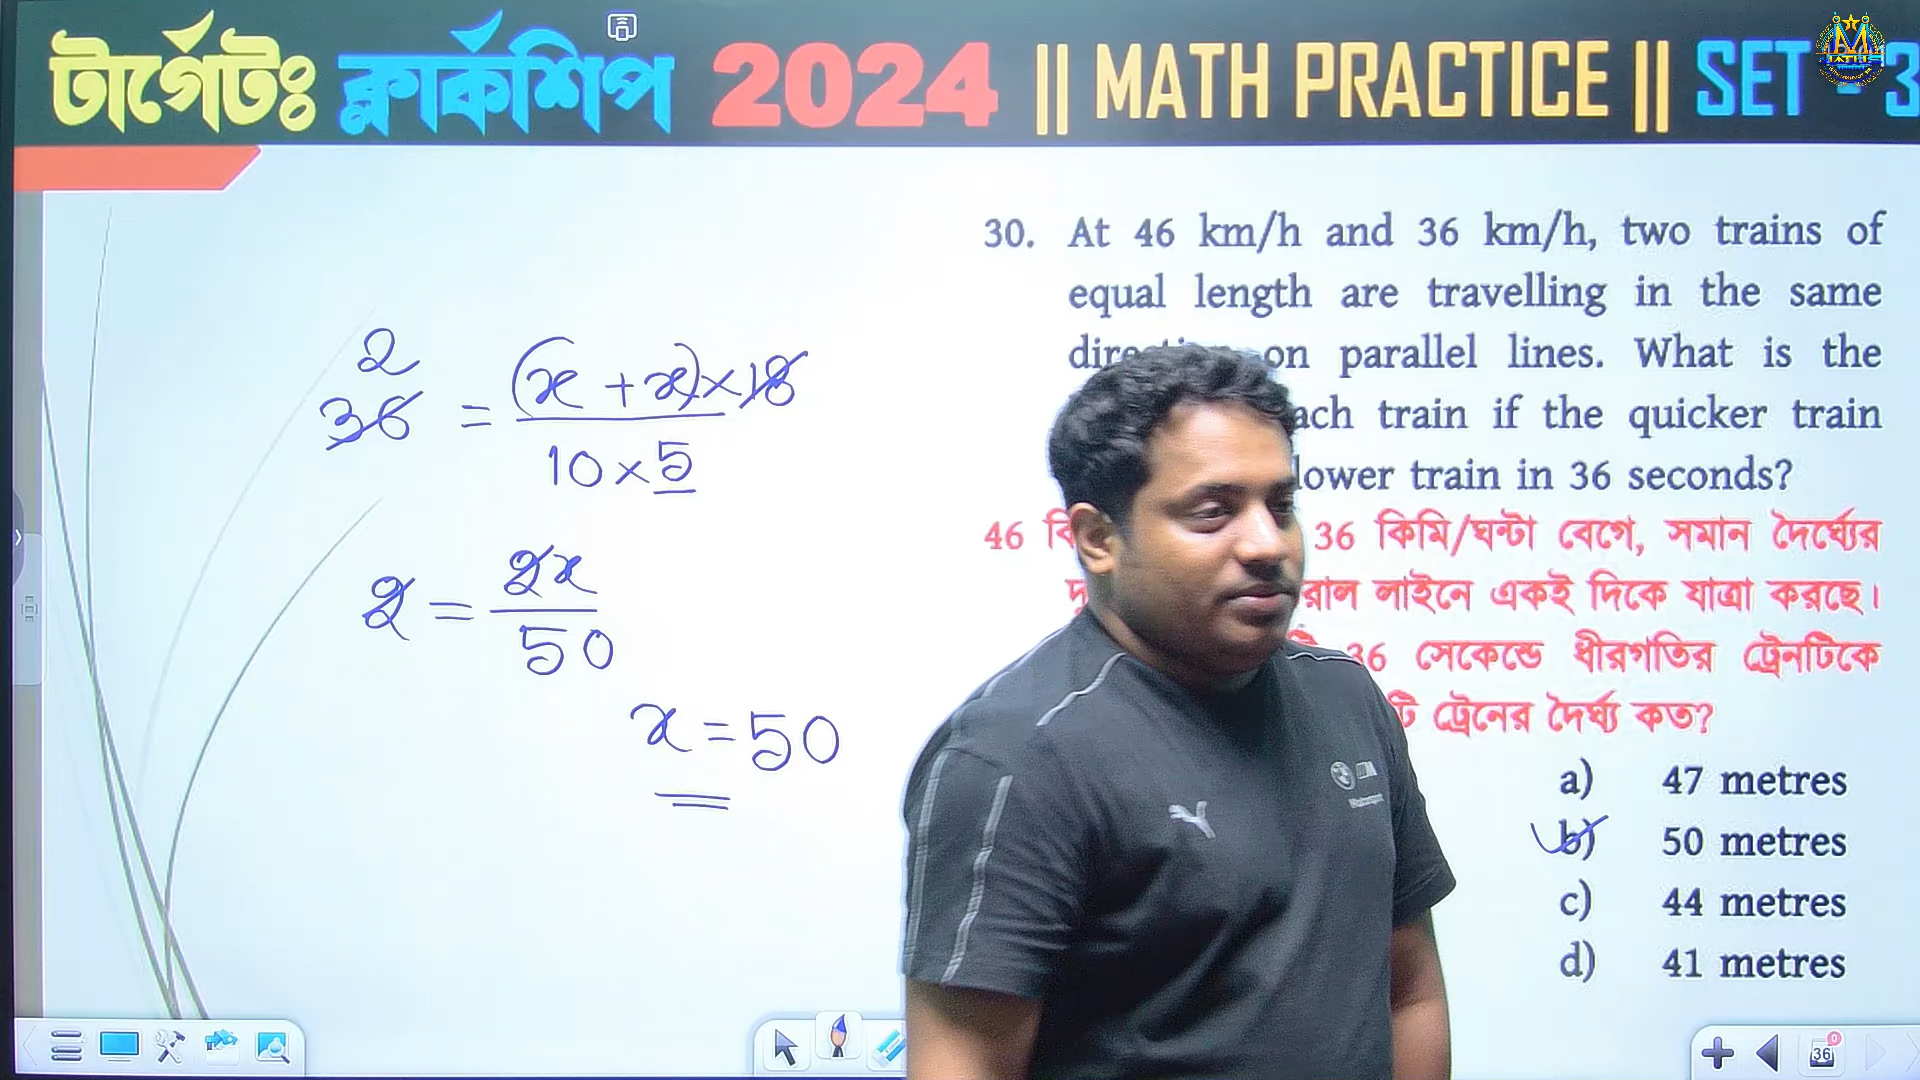 টার্গেটঃ ক্লার্কশিপ 2024 || MATH PRACTICE || SET - 3
30. At 46 km/h and 36 km/h, two trains of
equal length are travelling in the same
on parallel lines. What is the
train if the quicker train
train in 36 seconds?
46 36 কিমি/ঘন্টা বেগে, সমান দৈর্ঘ্যের
লাইনে একই দিকে যাত্রা করছে।
36 সেকেন্ডে ধীরগতির ট্রেনটিকে
ট্রেনের দৈর্ঘ্য কত?
a) 47 metres
b) 50 metres
c) 44 metres
d) 41 metres
2
36 = (x + x) × 18
10 × 5
2 = 2x
50
x = 50
36